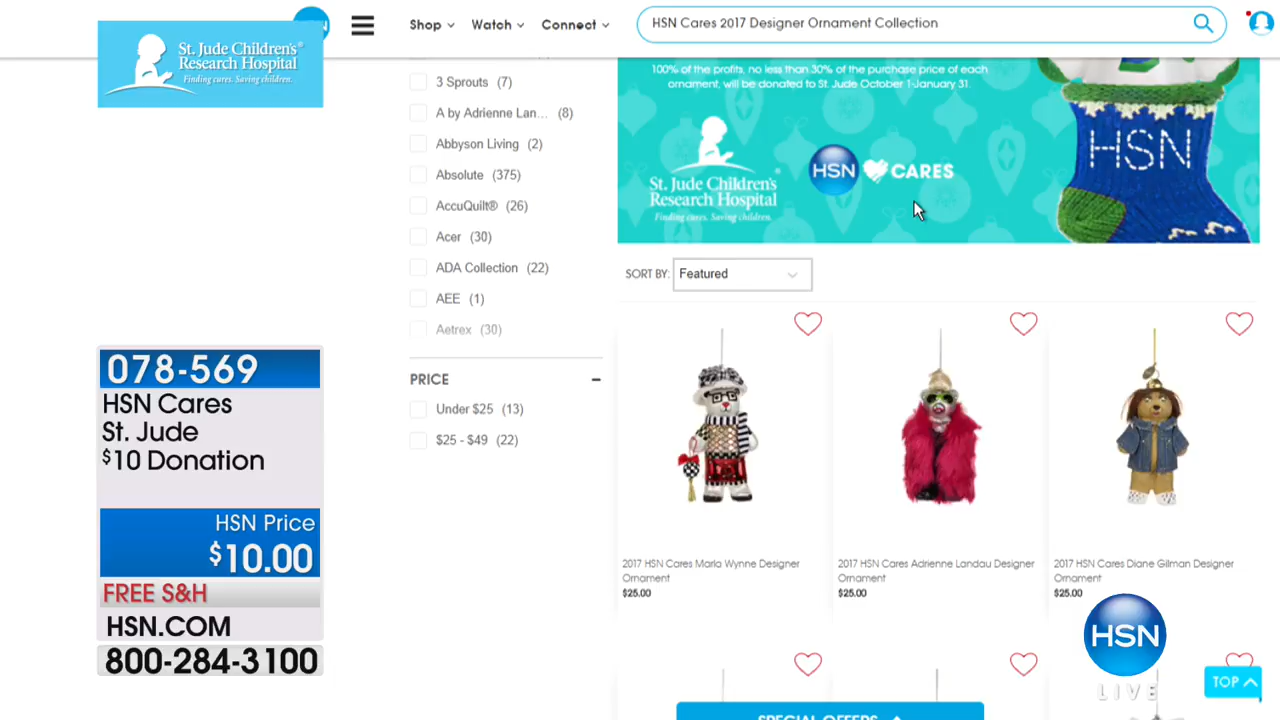 Shop
Watch
Connect
HSN Cares 2017 Designer Ornament Collection
St. Jude Children's®
Research Hospital
Finding cures. Saving children.
3 Sprouts (7)
A by Adrienne Lan... (8)
Abbyson Living (2)
Absolute (375)
AccuQuilt® (26)
Acer (30)
ADA Collection (22)
AEE (1)
Aetrex (30)
PRICE
Under $25 (13)
$25 - $49 (22)
100% of the profits, no less than 30% of the purchase price of each
ornament, will be donated to St. Jude October 1-January 31.
St. Jude Children's®
Research Hospital
Finding cures. Saving children.
HSN CARES
HSN
SORT BY: Featured
2017 HSN Cares Marla Wynne Designer
Ornament
$25.00
2017 HSN Cares Adrienne Landau Designer
Ornament
$25.00
2017 HSN Cares Diane Gilman Designer
Ornament
$25.00
078-569
HSN Cares
St. Jude
$10 Donation
HSN Price
$10.00
FREE S&H
HSN.COM
800-284-3100
HSN
LIVE
TOP
SPECIAL OFFERS